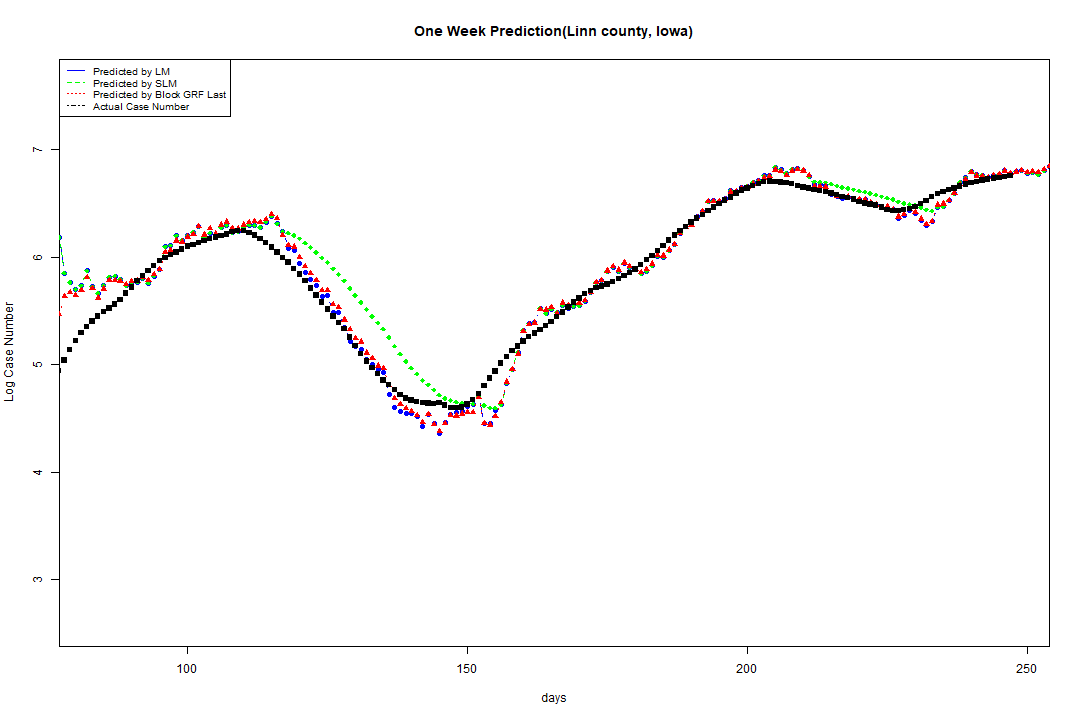 One Week Prediction(Linn county, Iowa)
Predicted by LM
Predicted by SLM
Predicted by Block GRF Last
Actual Case Number
7
6
5
4
3
Log Case Number
100 150 200 250
days